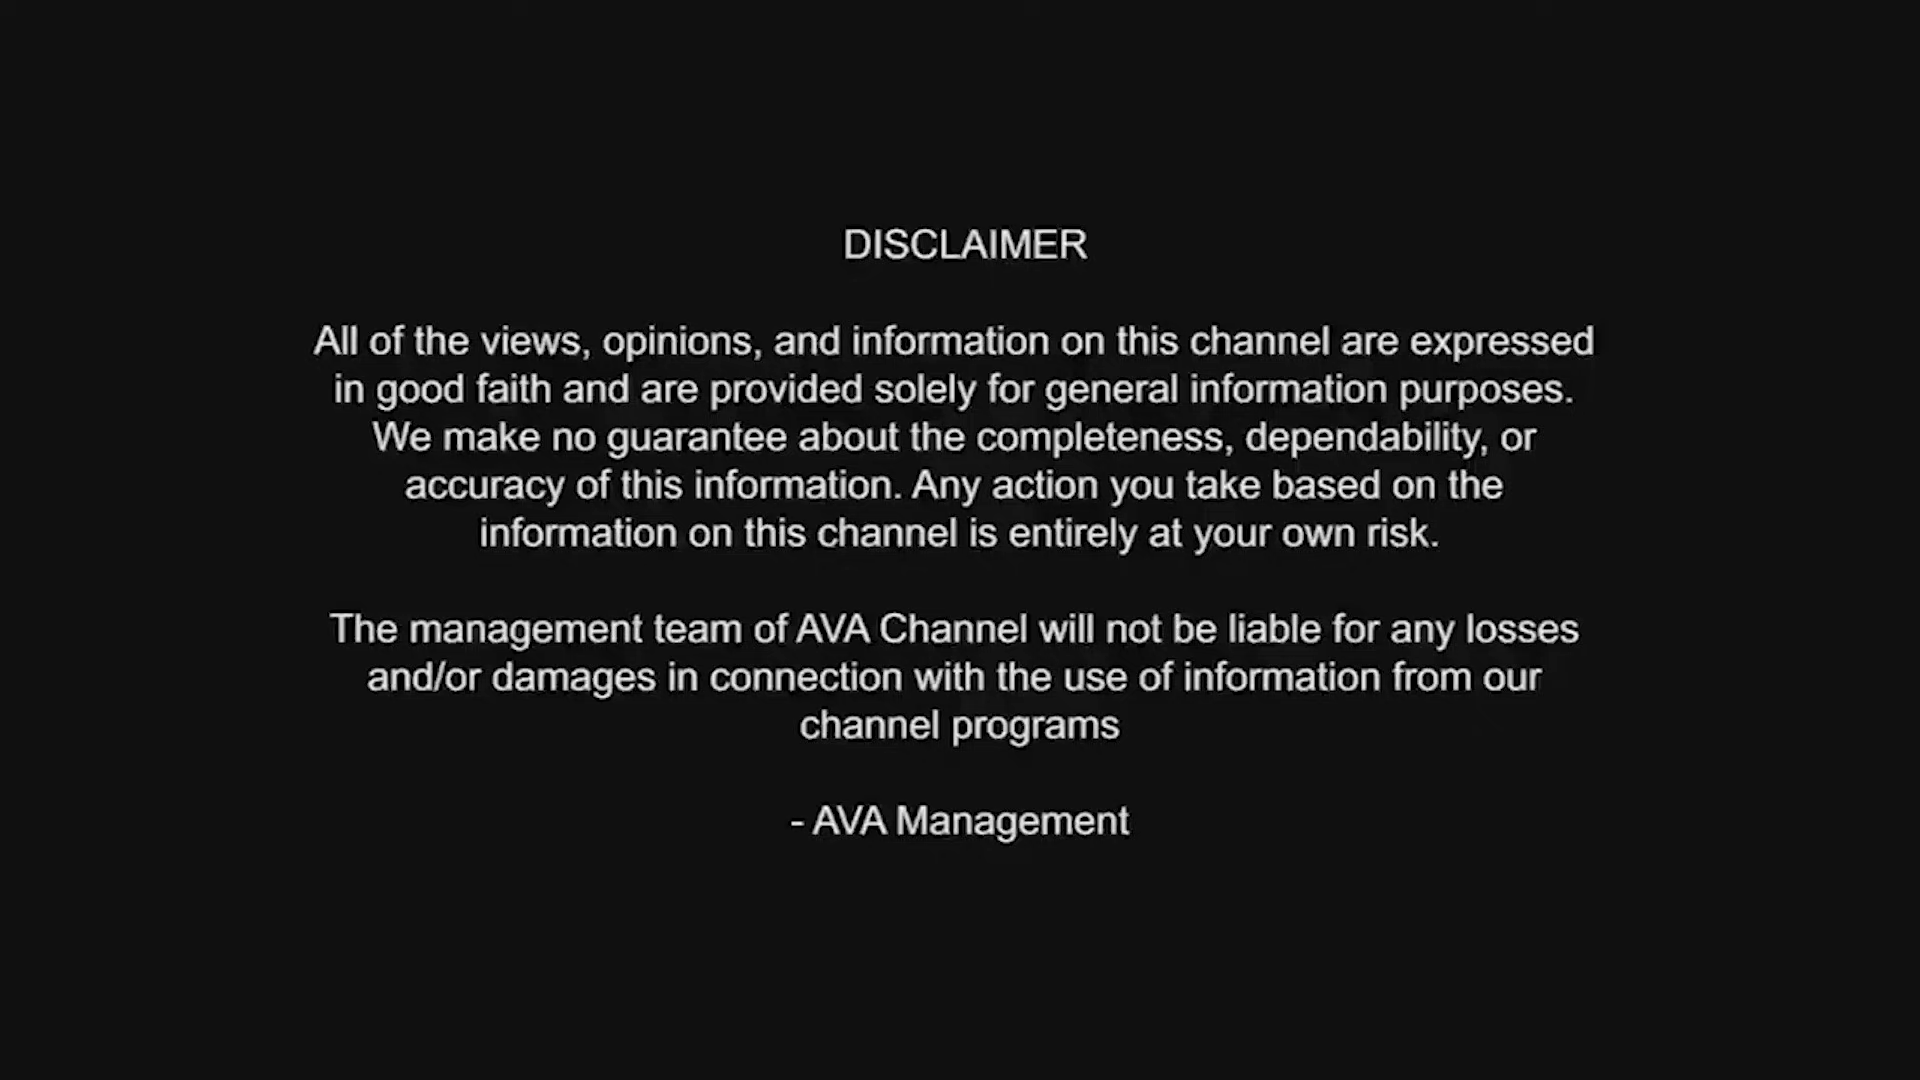 DISCLAIMER
All of the views, opinions, and information on this channel are expressed
in good faith and are provided solely for general information purposes.
We make no guarantee about the completeness, dependability, or
accuracy of this information. Any action you take based on the
information on this channel is entirely at your own risk.
The management team of AVA Channel will not be liable for any losses
and/or damages in connection with the use of information from our
channel programs
- AVA Management